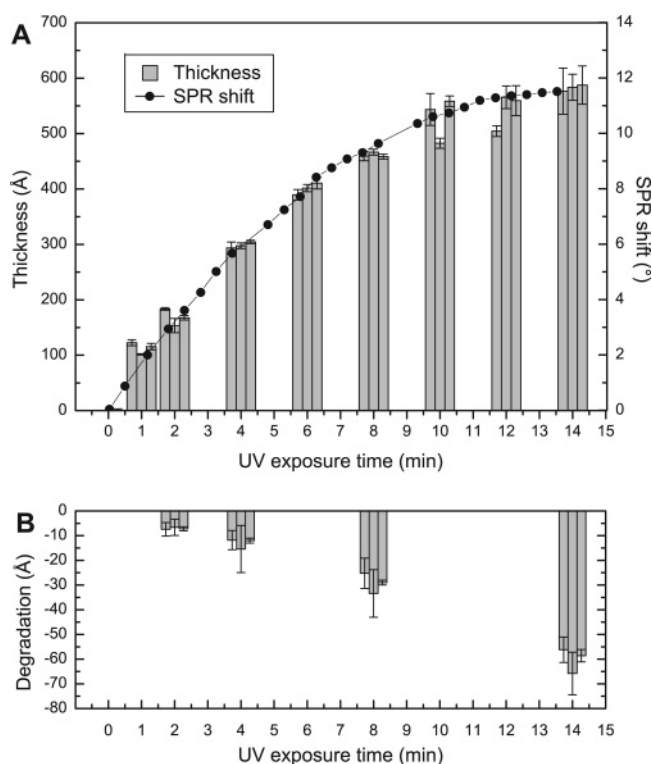 A
700
600
500
400
300
200
100
0
Thickness (Å)
Thickness
SPR shift
14
12
10
8
6
4
2
0
SPR shift (°)
0 1 2 3 4 5 6 7 8 9 10 11 12 13 14 15
UV exposure time (min)
B
0
-10
-20
-30
-40
-50
-60
-70
-80
Degradation (Å)
0 1 2 3 4 5 6 7 8 9 10 11 12 13 14 15
UV exposure time (min)